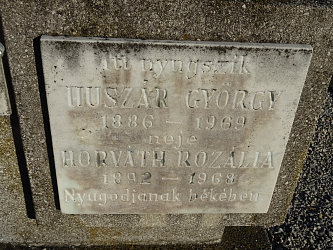 Itt nyugszik
HUSZÁR GYÖRGY
1886 - 1969
neje
HORVÁTH ROZÁLIA
1892 - 1968
Nyugodjanak békében